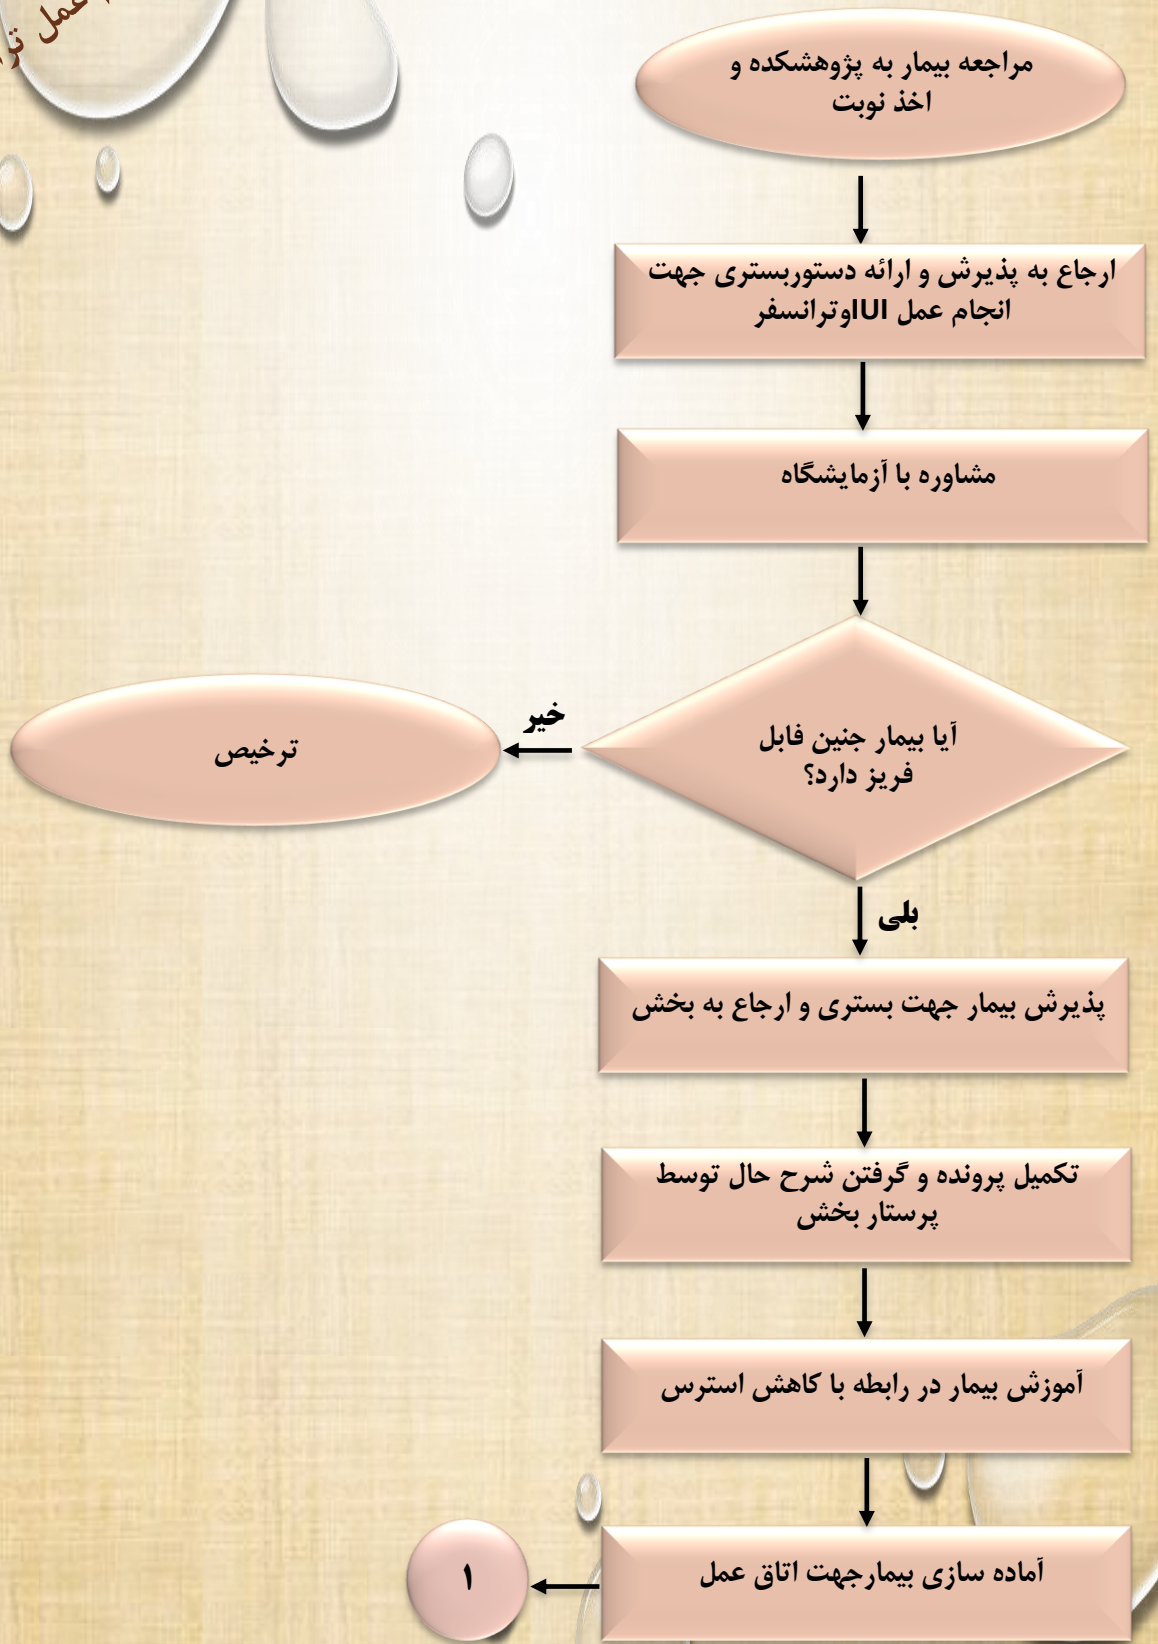 عمل
مراجعه بیمار به پژوهشکده و
اخذ نوبت
ارجاع به پذیرش و ارائه دستوربستری جهت
انجام عمل IUIوترانسفر
مشاوره با آزمایشگاه
آیا بیمار جنین فابل
فریز دارد؟
خیر
ترخیص
بلی
پذیرش بیمار جهت بستری و ارجاع به بخش
تکمیل پرونده و گرفتن شرح حال توسط
پرستار بخش
آموزش بیمار در رابطه با کاهش استرس
آماده سازی بیمارجهت اتاق عمل
۱